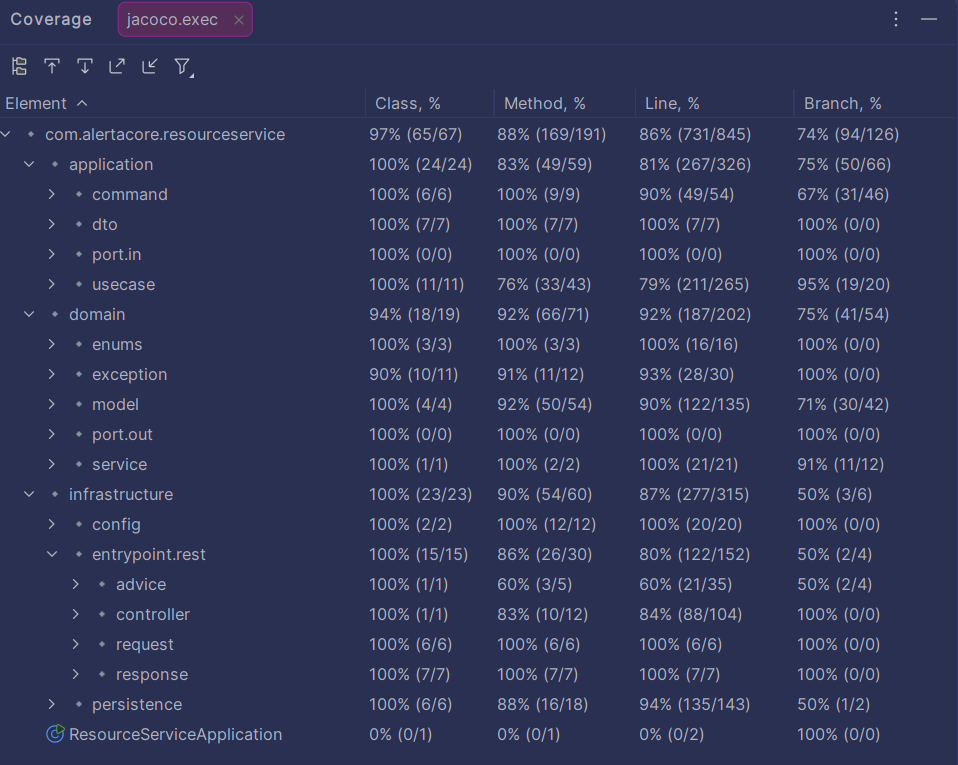 Coverage jacoco.exec
Element Class, % Method, % Line, % Branch, %
com.alertacore.resourceservice 97% (65/67) 88% (169/191) 86% (731/845) 74% (94/126)
application 100% (24/24) 83% (49/59) 81% (267/326) 75% (50/66)
command 100% (6/6) 100% (9/9) 90% (49/54) 67% (31/46)
dto 100% (7/7) 100% (7/7) 100% (7/7) 100% (0/0)
port.in 100% (0/0) 100% (0/0) 100% (0/0) 100% (0/0)
usecase 100% (11/11) 76% (33/43) 79% (211/265) 95% (19/20)
domain 94% (18/19) 92% (66/71) 92% (187/202) 75% (41/54)
enums 100% (3/3) 100% (3/3) 100% (16/16) 100% (0/0)
exception 90% (10/11) 91% (11/12) 93% (28/30) 100% (0/0)
model 100% (4/4) 92% (50/54) 90% (122/135) 71% (30/42)
port.out 100% (0/0) 100% (0/0) 100% (0/0) 100% (0/0)
service 100% (1/1) 100% (2/2) 100% (21/21) 91% (11/12)
infrastructure 100% (23/23) 90% (54/60) 87% (277/315) 50% (3/6)
config 100% (2/2) 100% (12/12) 100% (20/20) 100% (0/0)
entrypoint.rest 100% (15/15) 86% (26/30) 80% (122/152) 50% (2/4)
advice 100% (1/1) 60% (3/5) 60% (21/35) 50% (2/4)
controller 100% (1/1) 83% (10/12) 84% (88/104) 100% (0/0)
request 100% (6/6) 100% (6/6) 100% (6/6) 100% (0/0)
response 100% (7/7) 100% (7/7) 100% (7/7) 100% (0/0)
persistence 100% (6/6) 88% (16/18) 94% (135/143) 50% (1/2)
ResourceServiceApplication 0% (0/1) 0% (0/1) 0% (0/2) 100% (0/0)